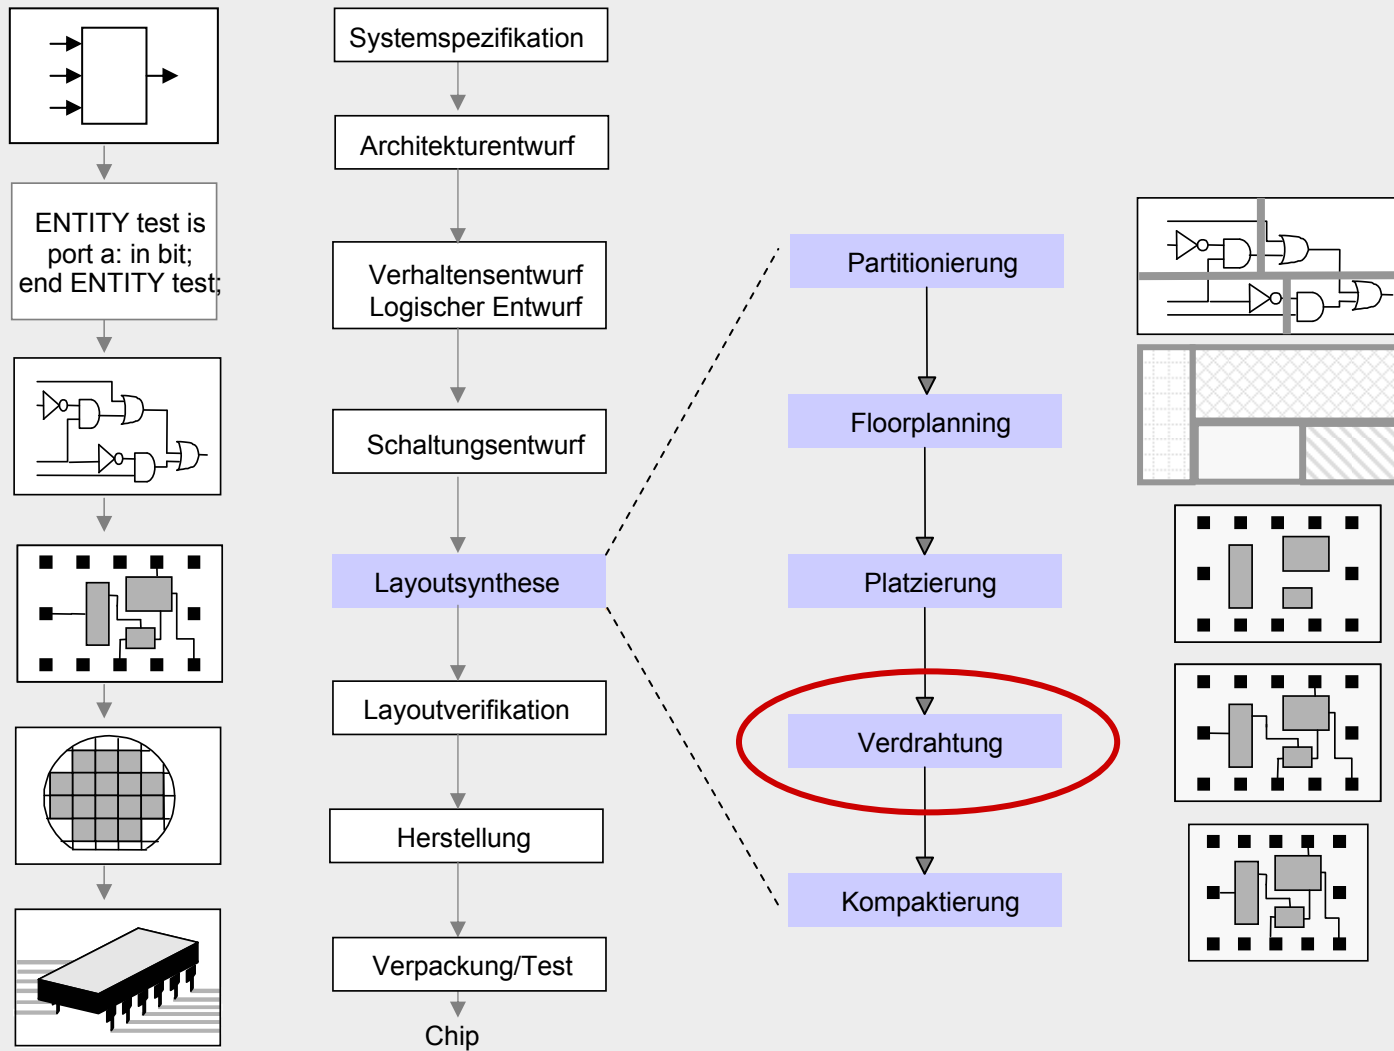 Systemspezifikation
Architekturentwurf
ENTITY test is
port a: in bit;
end ENTITY test;
Verhaltensentwurf
Logischer Entwurf
Schaltungsentwurf
Layoutsynthese
Layoutverifikation
Herstellung
Verpackung/Test
Chip
Partitionierung
Floorplanning
Platzierung
Verdrahtung
Kompaktierung